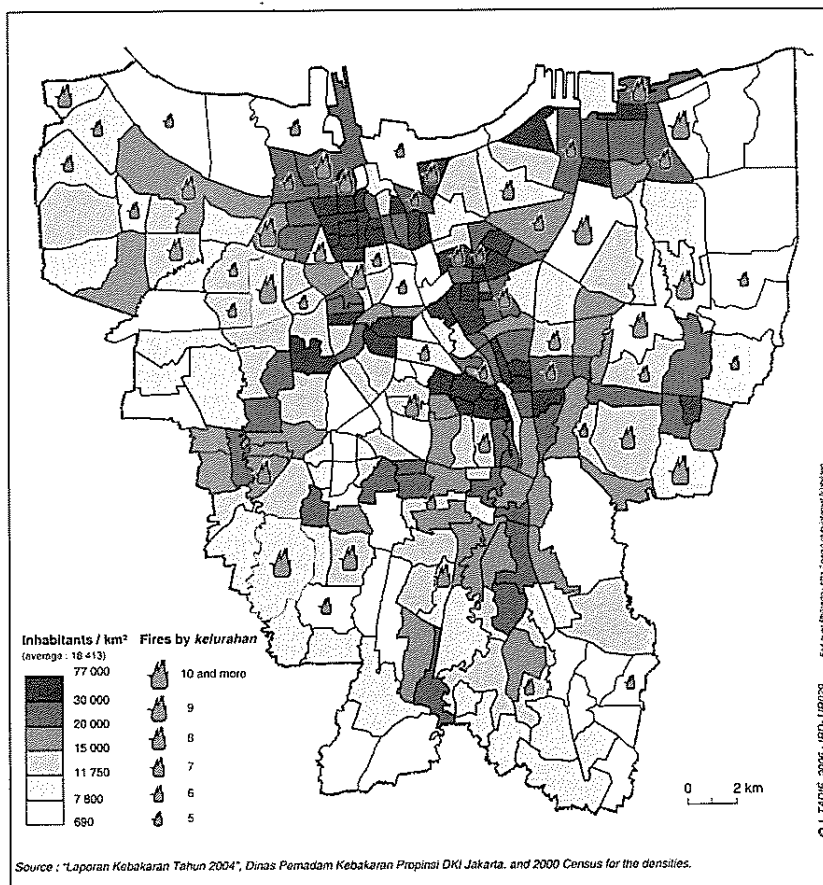 Inhabitants / km²
(average : 18 413)
77 000
30 000
20 000
15 000
11 750
7 800
690
Fires by kelurahan
10 and more
9
8
7
6
5
0 2 km
Source : "Laporan Kebakaran Tahun 2004", Dinas Pemadam Kebakaran Propinsi DKI Jakarta. and 2000 Census for the densities.